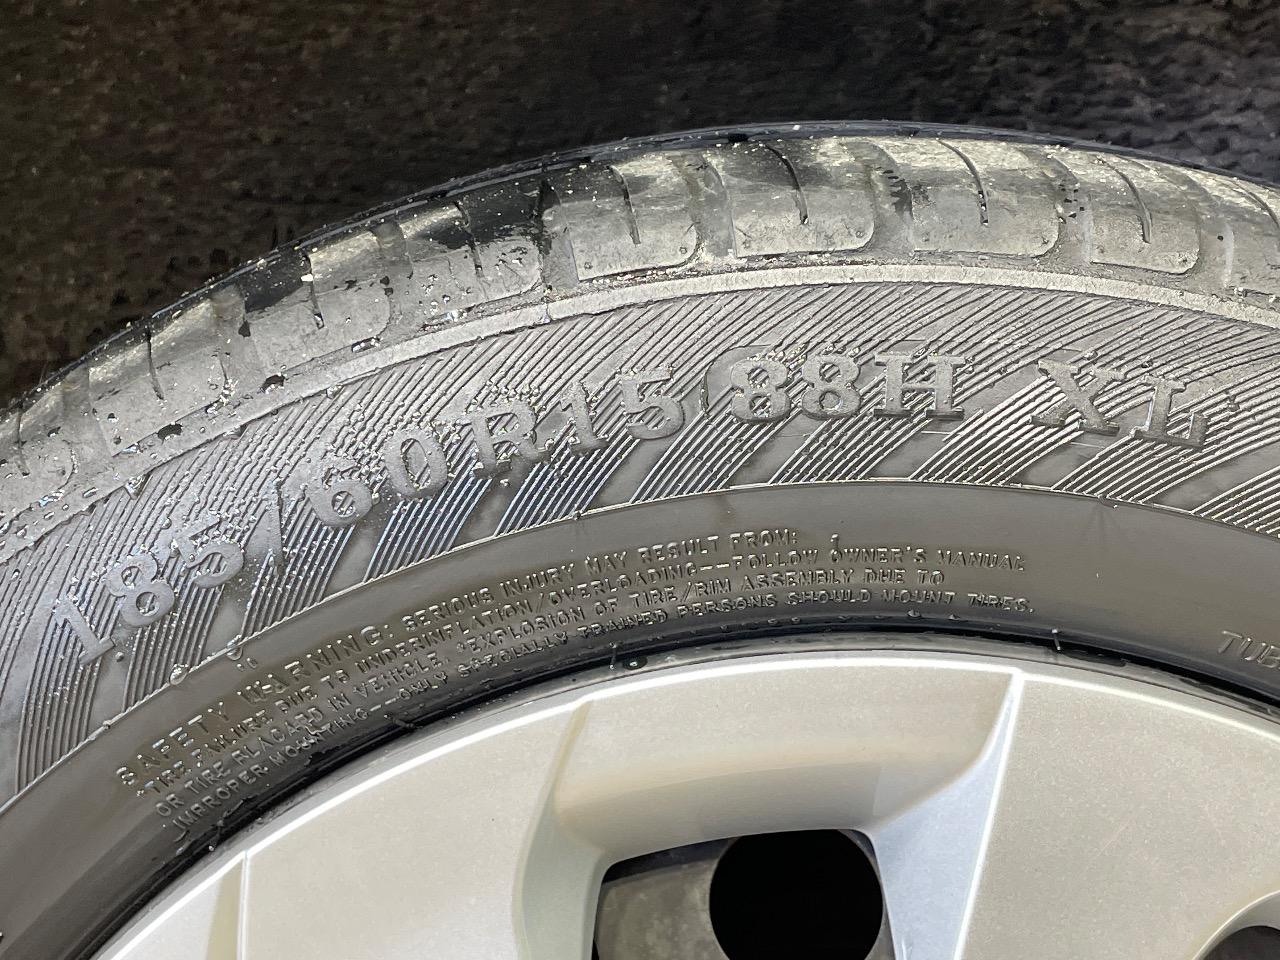 185/60R15 88H XL
SAFETY WARNING: SERIOUS INJURY MAY RESULT FROM:
TIRE FAILURE DUE TO UNDERINFLATION/OVERLOADING--FOLLOW OWNER'S MANUAL
OR TIRE PLACARD IN VEHICLE. *EXPLOSION OF TIRE/RIM ASSEMBLY DUE TO
IMPROPER MOUNTING--ONLY SPECIALLY TRAINED PERSONS SHOULD MOUNT TIRES.
TUB